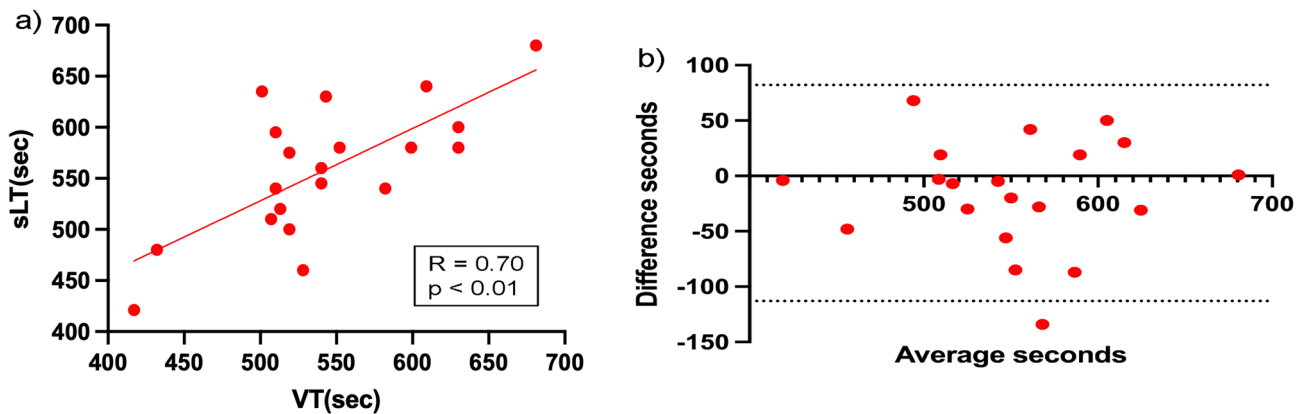 a)
700
650
600
550
500
450
400
sLT(sec)
R = 0.70
p < 0.01
400 450 500 550 600 650 700
VT(sec)
b)
100
50
0
-50
-100
-150
Difference seconds
500 600 700
Average seconds